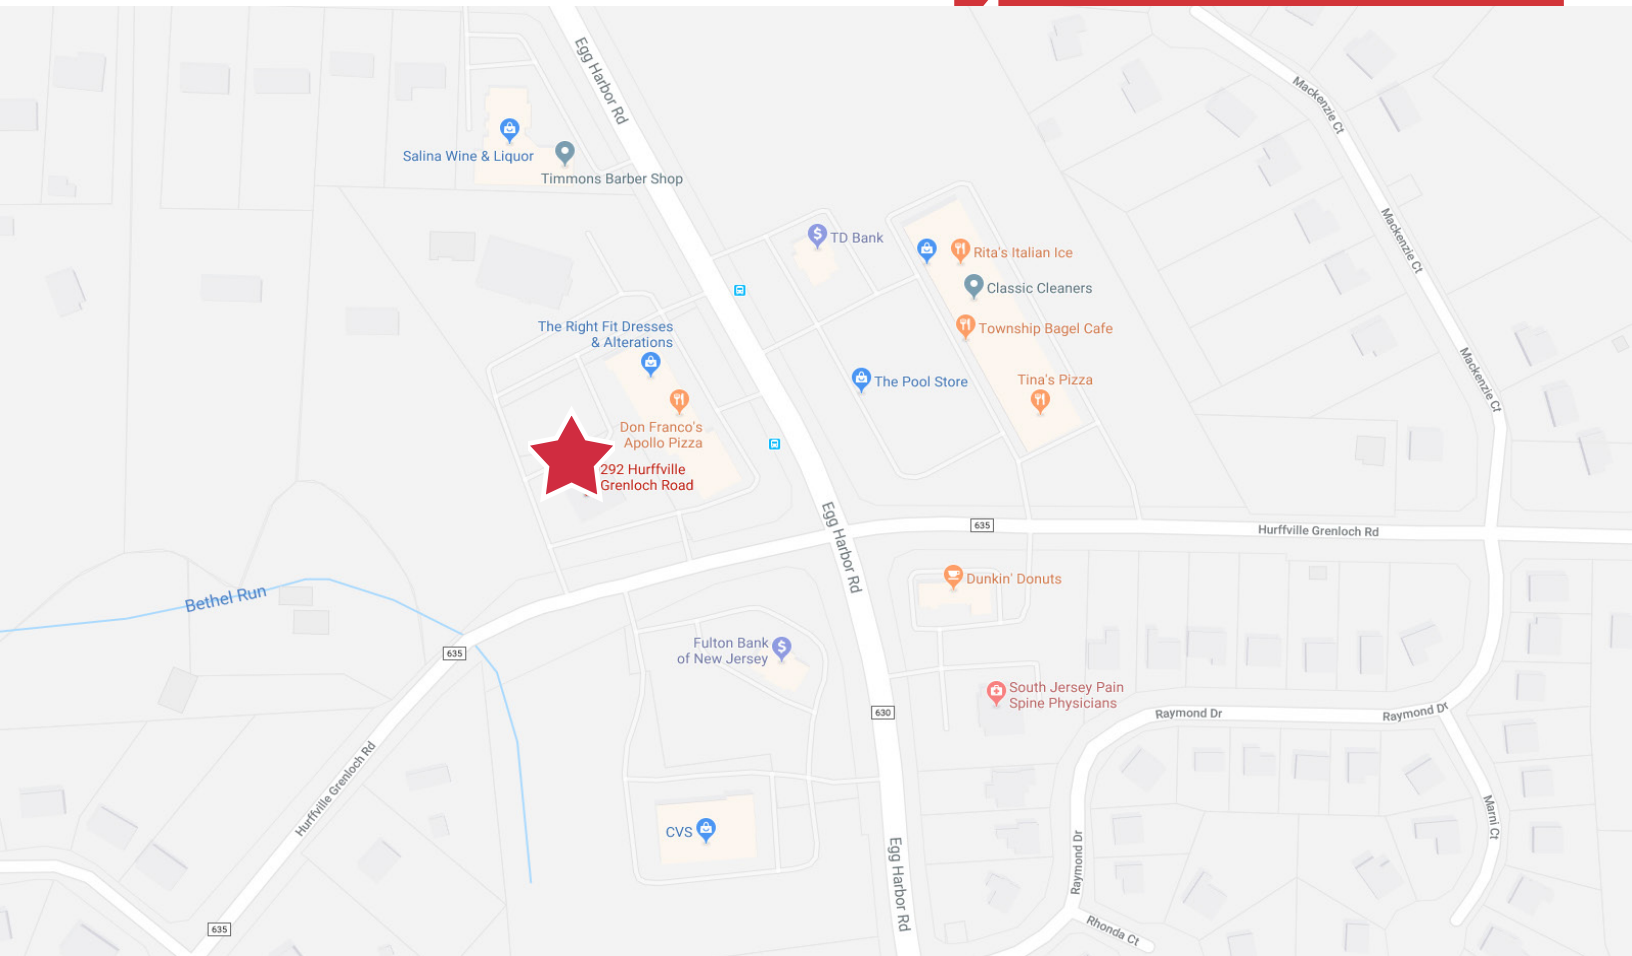 Egg Harbor Rd
Mackenzie Ct
Salina Wine & Liquor
Timmons Barber Shop
Mackenzie Ct
TD Bank
Rita's Italian Ice
Classic Cleaners
The Right Fit Dresses
& Alterations
Township Bagel Cafe
The Pool Store
Tina's Pizza
Mackenzie Ct
Don Franco's
Apollo Pizza
292 Hurffville
Grenloch Road
Egg Harbor Rd
635
Hurffville Grenloch Rd
Dunkin' Donuts
Bethel Run
635
Fulton Bank
of New Jersey
South Jersey Pain
Spine Physicians
630
Raymond Dr
Raymond Dr
Hurffville Grenloch Rd
CVS
Marni Ct
Raymond Dr
Egg Harbor Rd
635
Rhonda Ct